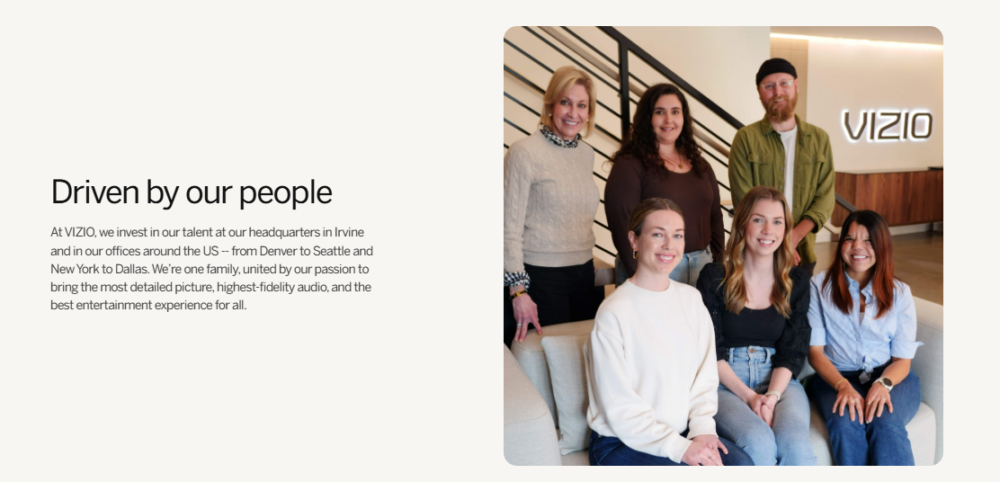 Driven by our people
At VIZIO, we invest in our talent at our headquarters in Irvine
and in our offices around the US -- from Denver to Seattle and
New York to Dallas. We're one family, united by our passion to
bring the most detailed picture, highest-fidelity audio, and the
best entertainment experience for all.
VIZIO